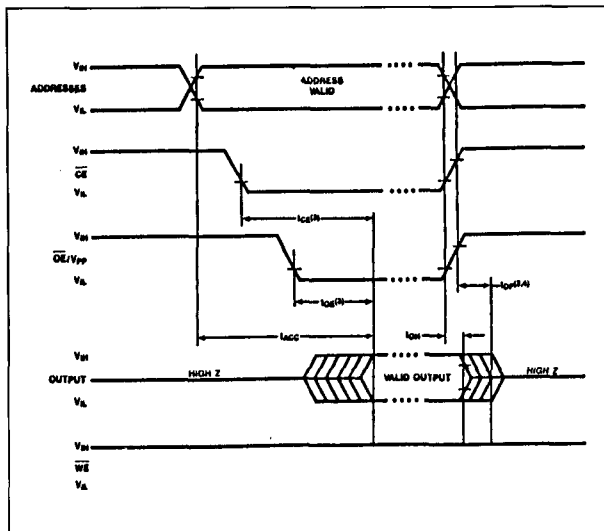 VIH
ADDRESSES
ADDRESS VALID
VIL
VIH
CE
VIL
tCE(3)
VIH
OE/VPP
VIL
tOE(3)
tDF(2,4)
tACC
tOH
VIH
OUTPUT
HIGH Z
VALID OUTPUT
HIGH Z
VIL
VIH
WE
VIL